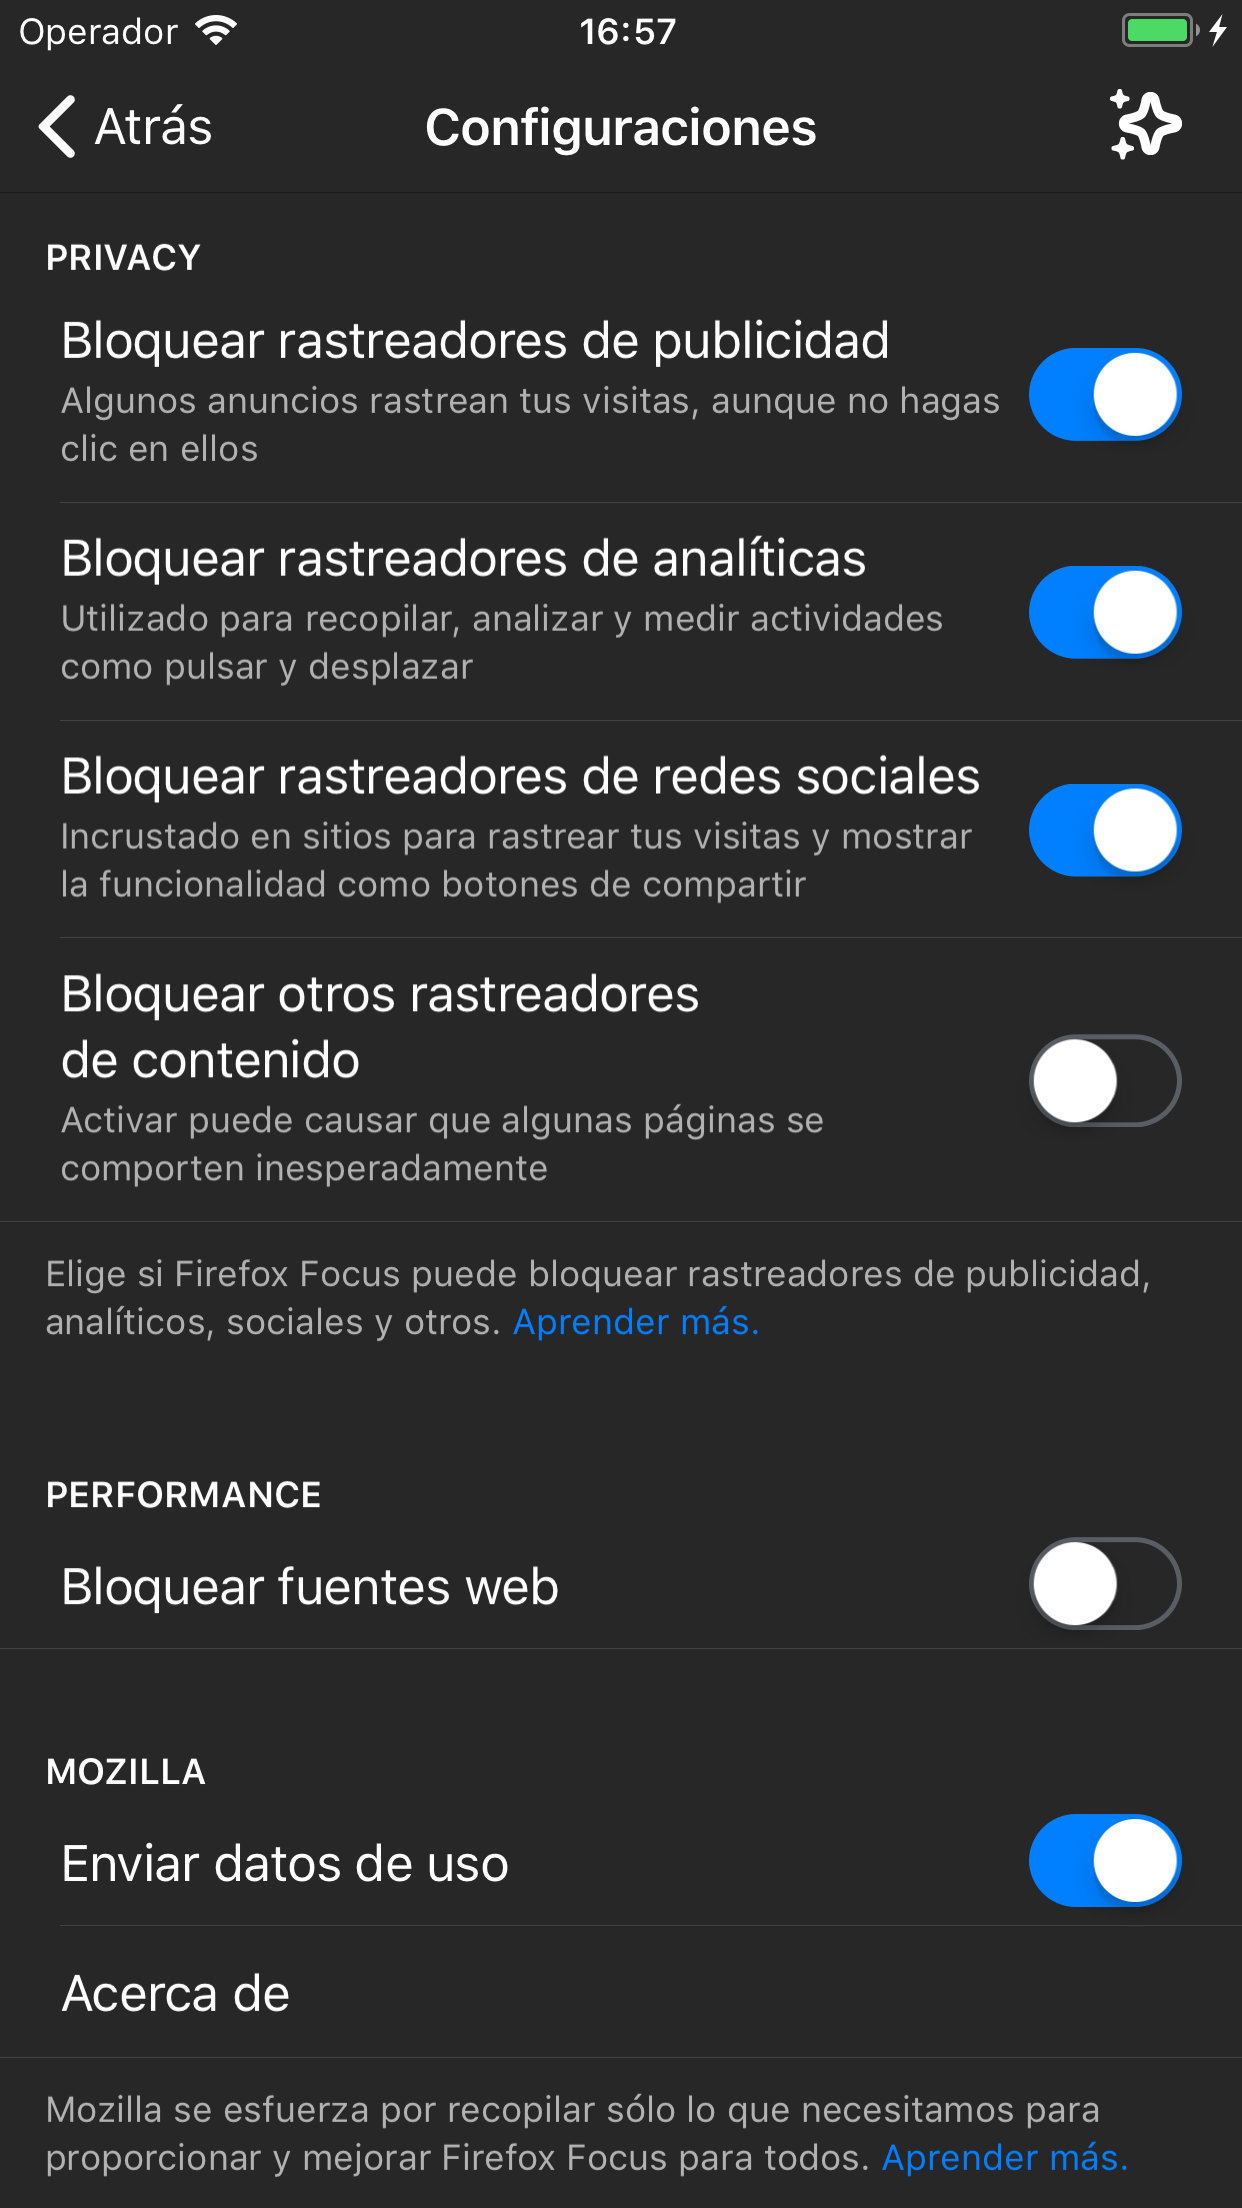 Operador 16:57
Atrás Configuraciones
PRIVACY
Bloquear rastreadores de publicidad
Algunos anuncios rastrean tus visitas, aunque no hagas
clic en ellos
Bloquear rastreadores de analíticas
Utilizado para recopilar, analizar y medir actividades
como pulsar y desplazar
Bloquear rastreadores de redes sociales
Incrustado en sitios para rastrear tus visitas y mostrar
la funcionalidad como botones de compartir
Bloquear otros rastreadores
de contenido
Activar puede causar que algunas páginas se
comporten inesperadamente
Elige si Firefox Focus puede bloquear rastreadores de publicidad,
analíticos, sociales y otros. Aprender más.
PERFORMANCE
Bloquear fuentes web
MOZILLA
Enviar datos de uso
Acerca de
Mozilla se esfuerza por recopilar sólo lo que necesitamos para
proporcionar y mejorar Firefox Focus para todos. Aprender más.